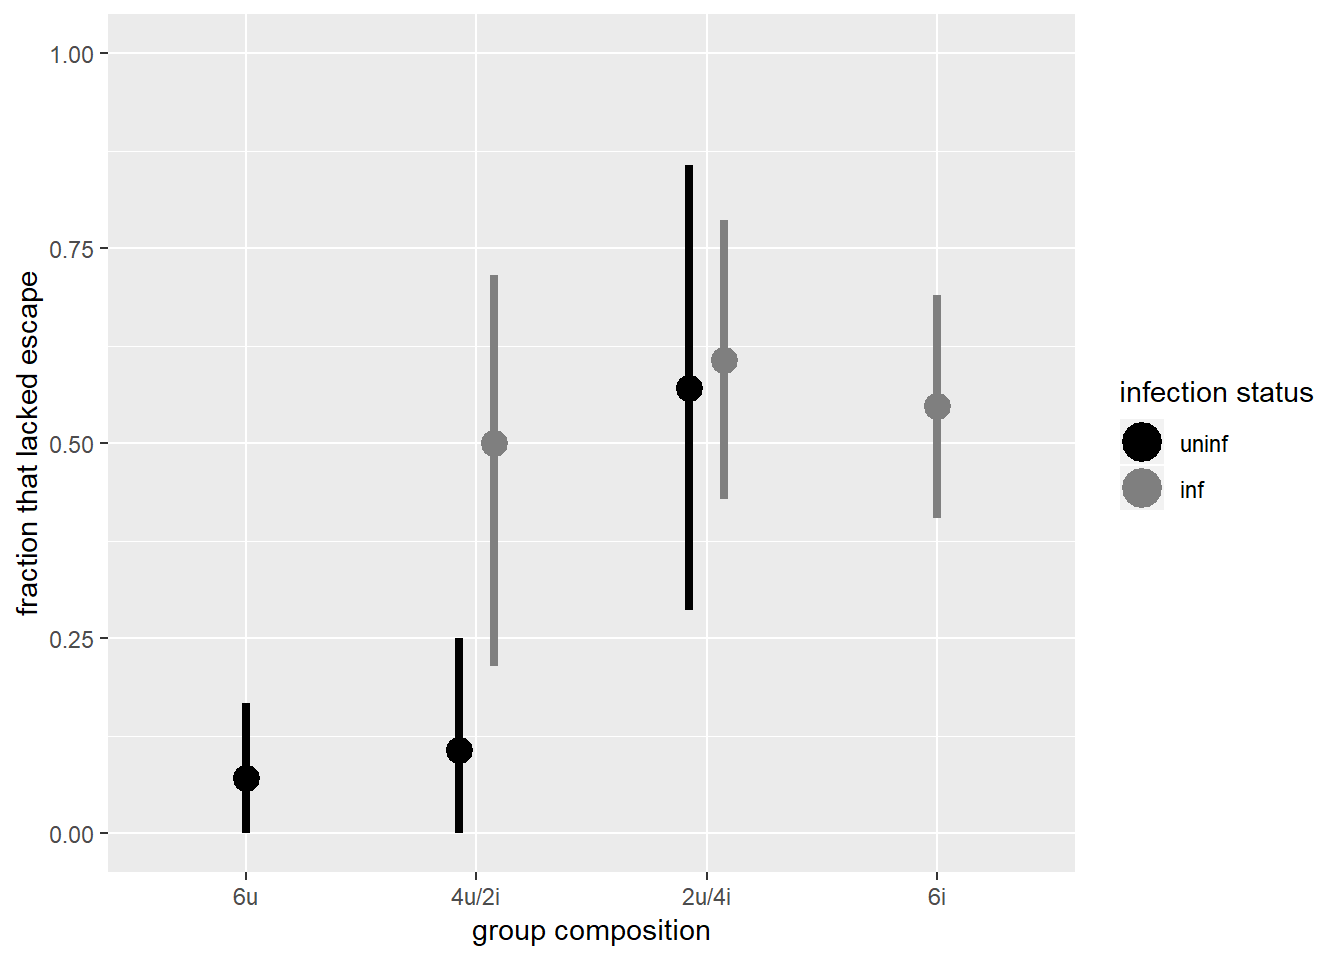 1.00
0.75
0.50
0.25
0.00
fraction that lacked escape
6u
4u/2i
2u/4i
6i
group composition
infection status
uninf
inf